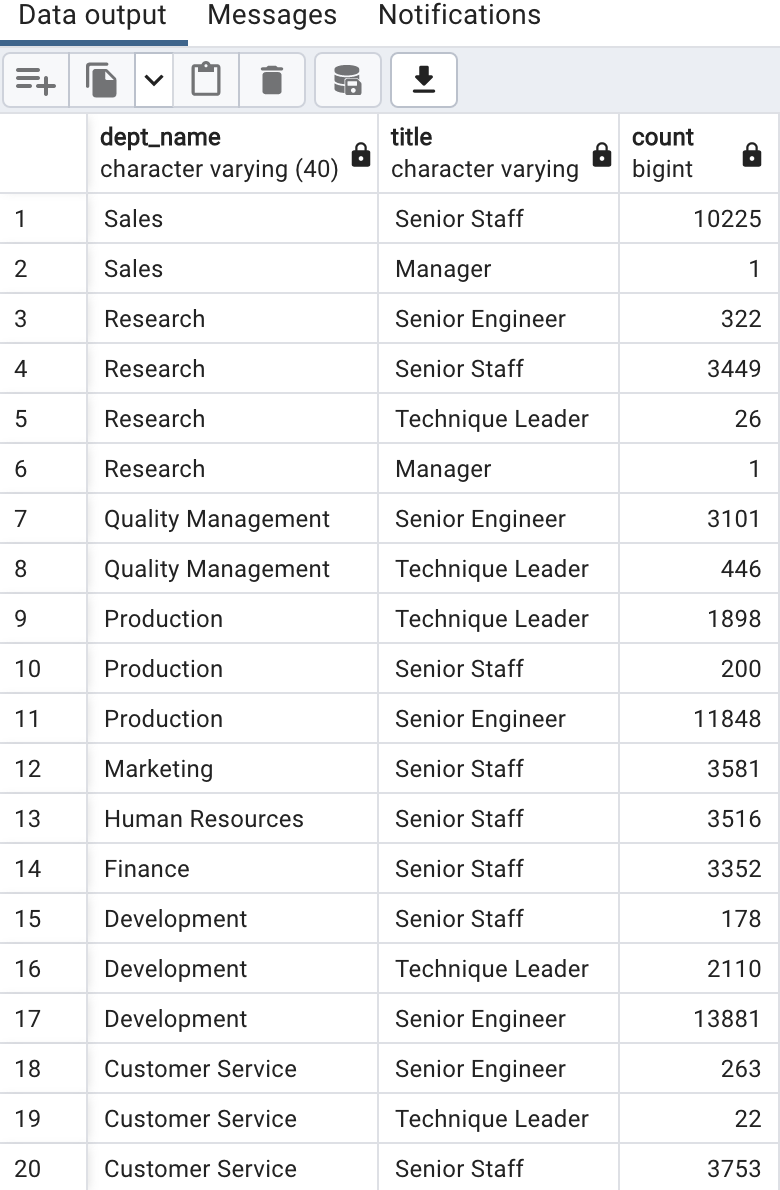 Data output Messages Notifications
dept_name title count
character varying (40) character varying bigint
1 Sales Senior Staff 10225
2 Sales Manager 1
3 Research Senior Engineer 322
4 Research Senior Staff 3449
5 Research Technique Leader 26
6 Research Manager 1
7 Quality Management Senior Engineer 3101
8 Quality Management Technique Leader 446
9 Production Technique Leader 1898
10 Production Senior Staff 200
11 Production Senior Engineer 11848
12 Marketing Senior Staff 3581
13 Human Resources Senior Staff 3516
14 Finance Senior Staff 3352
15 Development Senior Staff 178
16 Development Technique Leader 2110
17 Development Senior Engineer 13881
18 Customer Service Senior Engineer 263
19 Customer Service Technique Leader 22
20 Customer Service Senior Staff 3753